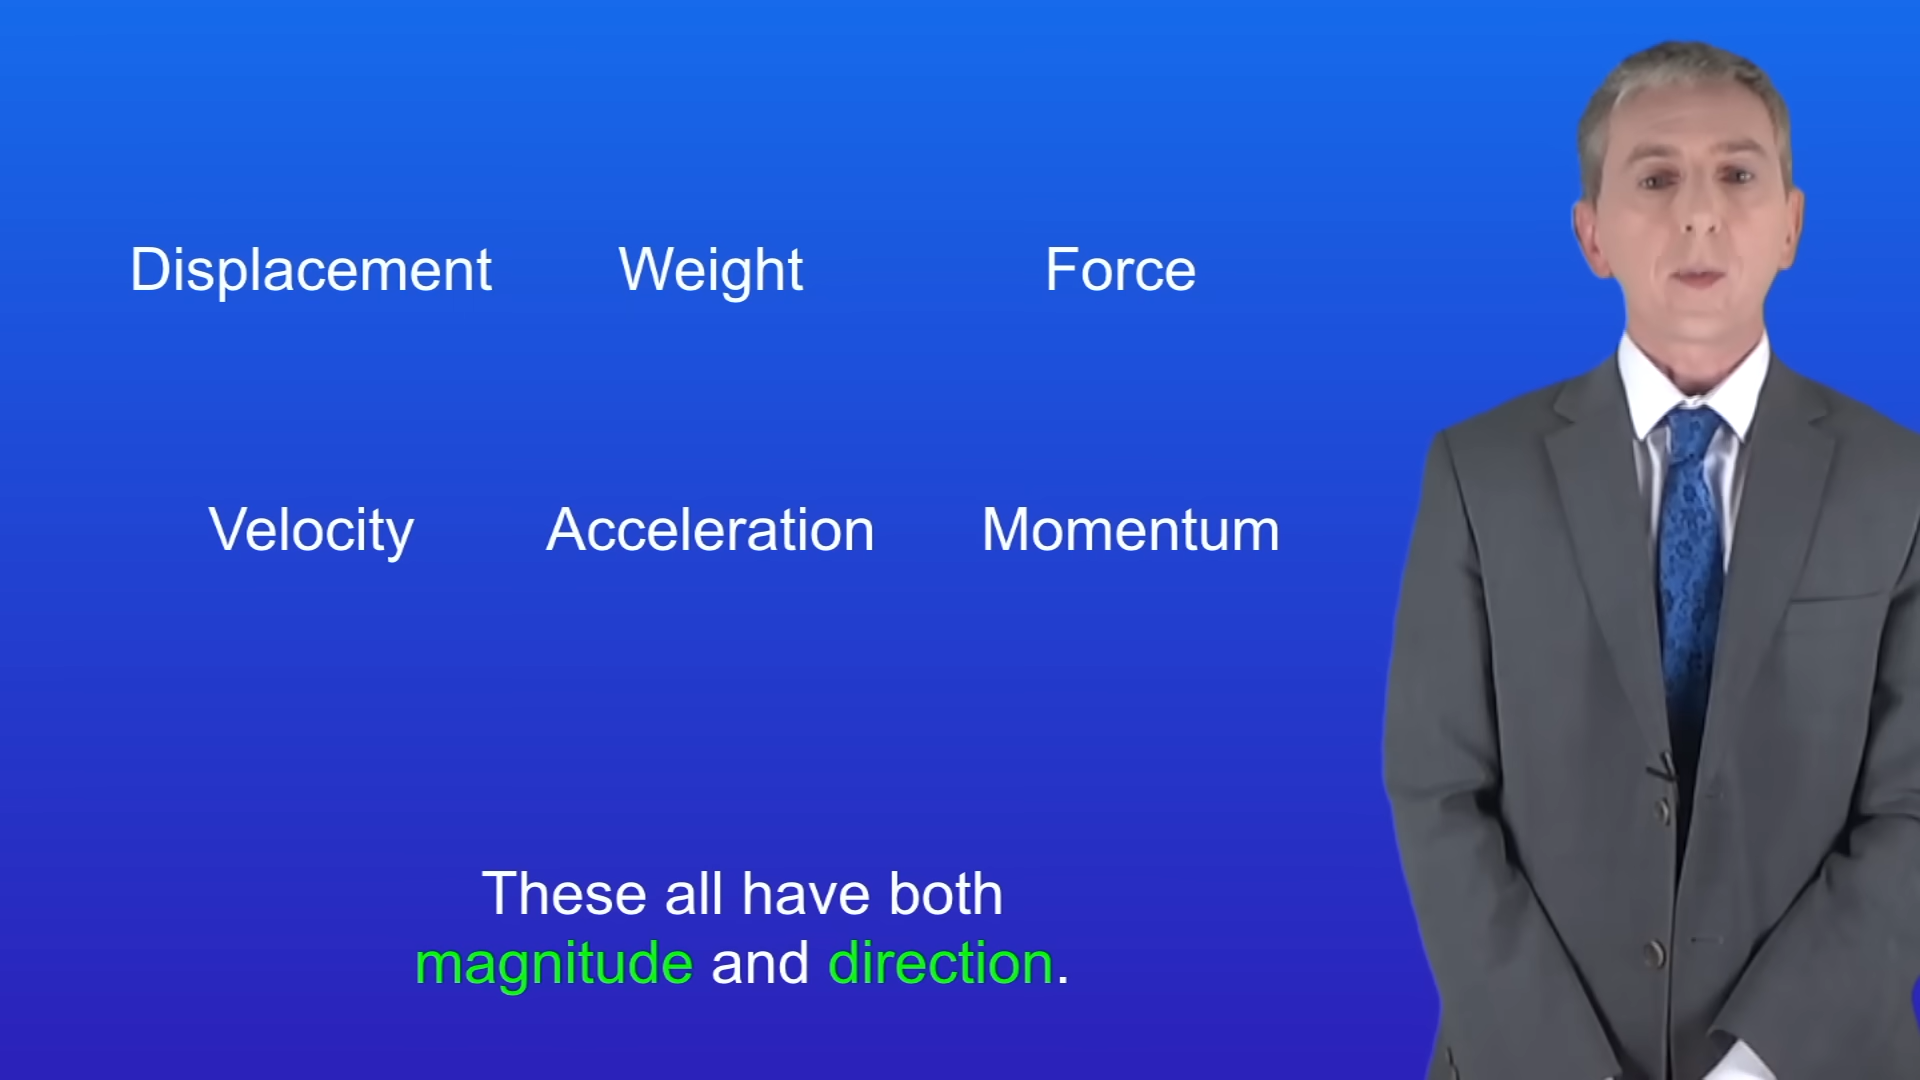 Displacement Weight Force
Velocity Acceleration Momentum
These all have both
magnitude and direction.